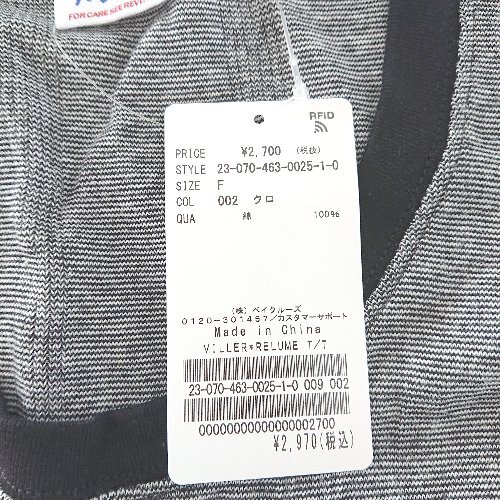 FOR CARE SEE REVE
RFID
PRICE ¥2,700 (税抜)
STYLE 23-070-463-0025-1-0
SIZE F
COL 002 クロ
QUA 綿 100%
(株)ベイクルーズ
0120-301457/カスタマーサポート
Made in China
VILLER*RELUME T/T
23-070-463-0025-1-0 009 002
00000000000000002700
¥2,970(税込)